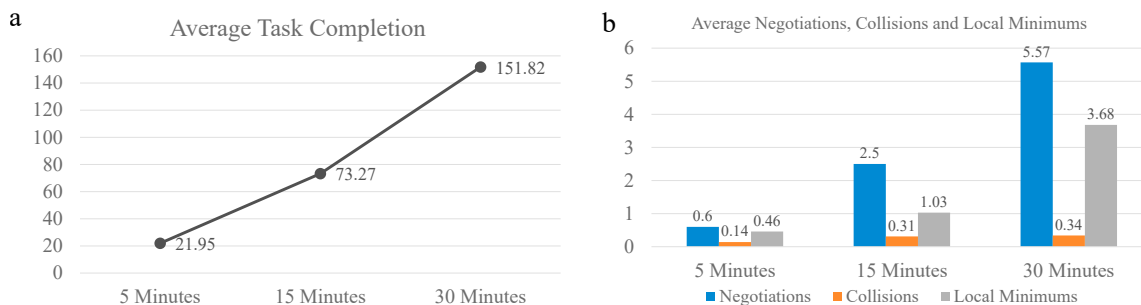 a
Average Task Completion
160
140
120
100
80
60
40
20
0
151.82
73.27
21.95
5 Minutes
15 Minutes
30 Minutes
b
Average Negotiations, Collisions and Local Minimums
6
5
4
3
2
1
0
0.6
0.14
0.46
2.5
0.31
1.03
5.57
0.34
3.68
5 Minutes
15 Minutes
30 Minutes
Negotiations
Collisions
Local Minimums